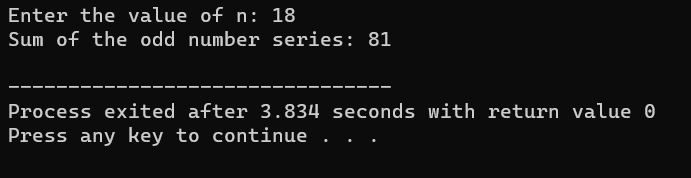 Enter the value of n: 18
Sum of the odd number series: 81
--------------------------------
Process exited after 3.834 seconds with return value 0
Press any key to continue . . .